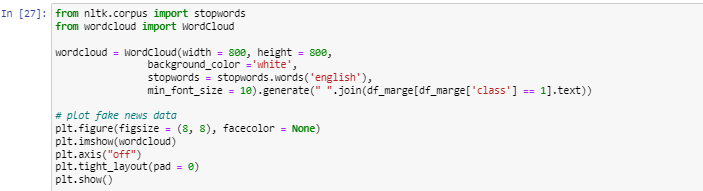 In [27]: from nltk.corpus import stopwords
from wordcloud import WordCloud
wordcloud = WordCloud(width = 800, height = 800,
background_color ='white',
stopwords = stopwords.words('english'),
min_font_size = 10).generate(" ".join(df_marge[df_marge['class'] == 1].text))
# plot fake news data
plt.figure(figsize = (8, 8), facecolor = None)
plt.imshow(wordcloud)
plt.axis("off")
plt.tight_layout(pad = 0)
plt.show()